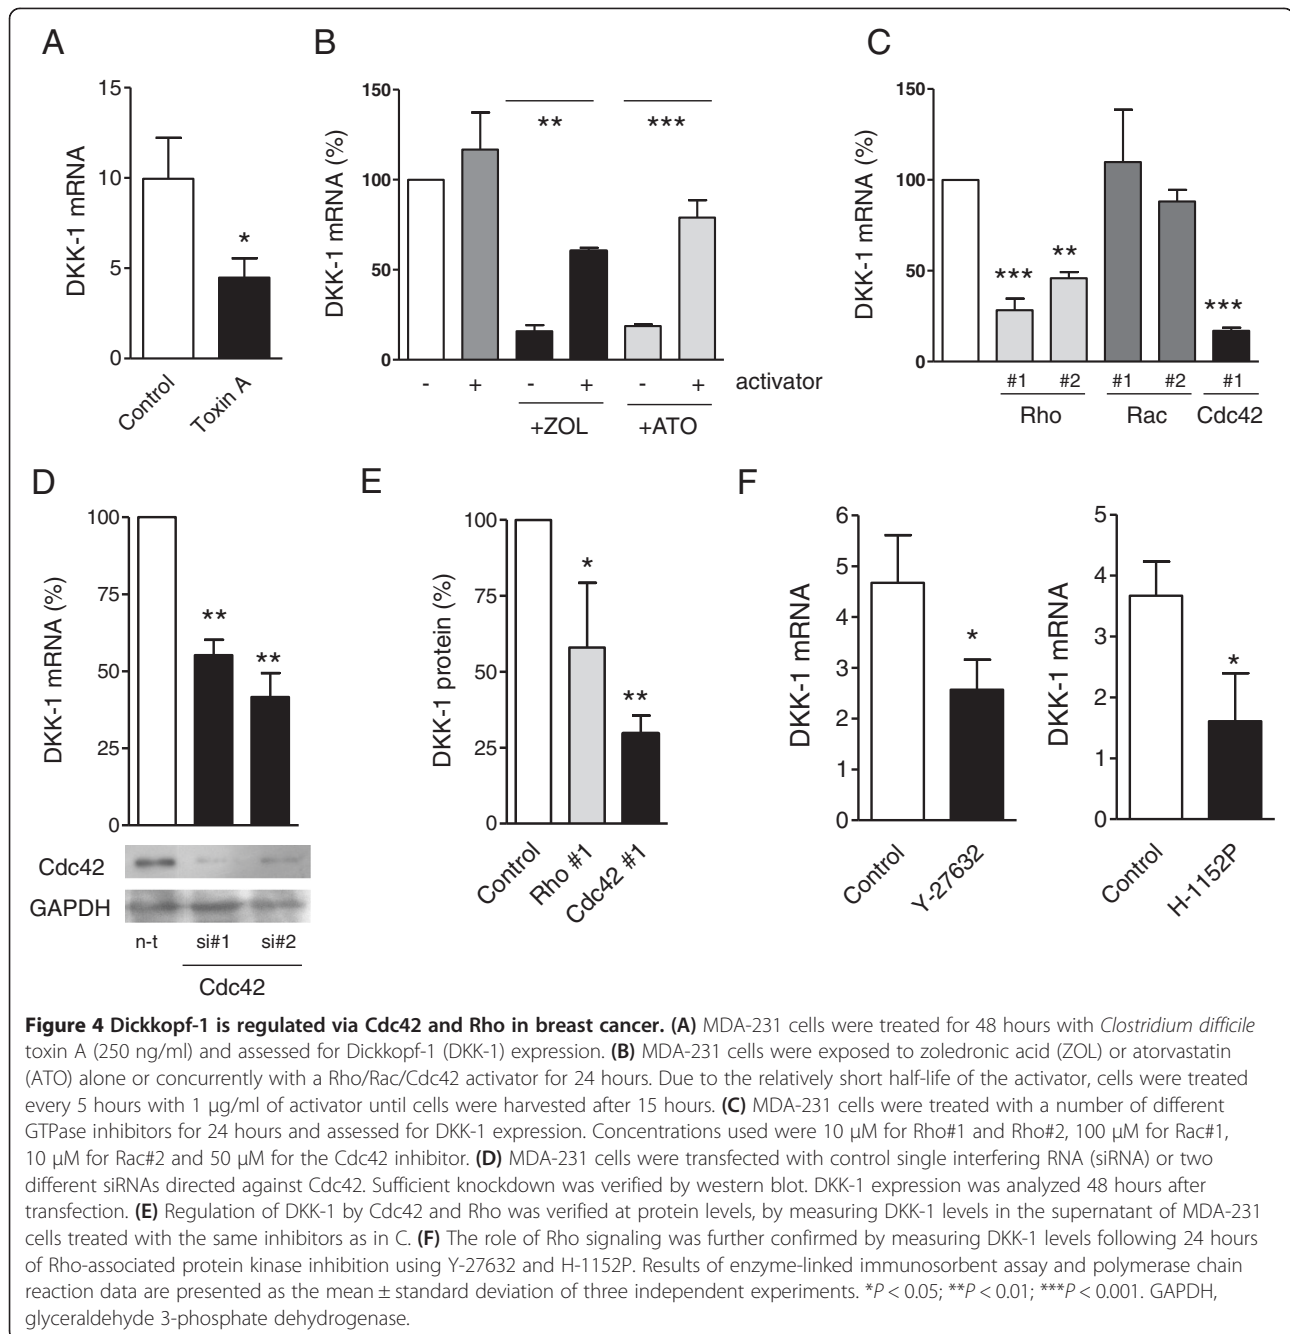 A
DKK-1 mRNA
15
10
5
0
*
Control
Toxin A
B
DKK-1 mRNA (%)
150
100
50
0
**
***
- + - + - + activator
+ZOL
+ATO
C
DKK-1 mRNA (%)
150
100
50
0
***
**
***
#1 #2 #1 #2 #1
Rho Rac Cdc42
D
DKK-1 mRNA (%)
100
75
50
25
0
**
**
Cdc42
GAPDH
n-t si#1 si#2
Cdc42
E
DKK-1 protein (%)
100
75
50
25
0
*
**
Control
Rho #1
Cdc42 #1
F
DKK-1 mRNA
6
5
4
3
2
1
0
*
Control
Y-27632
DKK-1 mRNA
5
4
3
2
1
0
*
Control
H-1152P
Figure 4 Dickkopf-1 is regulated via Cdc42 and Rho in breast cancer. (A) MDA-231 cells were treated for 48 hours with Clostridium difficile
toxin A (250 ng/ml) and assessed for Dickkopf-1 (DKK-1) expression. (B) MDA-231 cells were exposed to zoledronic acid (ZOL) or atorvastatin
(ATO) alone or concurrently with a Rho/Rac/Cdc42 activator for 24 hours. Due to the relatively short half-life of the activator, cells were treated
every 5 hours with 1 μg/ml of activator until cells were harvested after 15 hours. (C) MDA-231 cells were treated with a number of different
GTPase inhibitors for 24 hours and assessed for DKK-1 expression. Concentrations used were 10 μM for Rho#1 and Rho#2, 100 μM for Rac#1,
10 μM for Rac#2 and 50 μM for the Cdc42 inhibitor. (D) MDA-231 cells were transfected with control single interfering RNA (siRNA) or two
different siRNAs directed against Cdc42. Sufficient knockdown was verified by western blot. DKK-1 expression was analyzed 48 hours after
transfection. (E) Regulation of DKK-1 by Cdc42 and Rho was verified at protein levels, by measuring DKK-1 levels in the supernatant of MDA-231
cells treated with the same inhibitors as in C. (F) The role of Rho signaling was further confirmed by measuring DKK-1 levels following 24 hours
of Rho-associated protein kinase inhibition using Y-27632 and H-1152P. Results of enzyme-linked immunosorbent assay and polymerase chain
reaction data are presented as the mean ± standard deviation of three independent experiments. *P < 0.05; **P < 0.01; ***P < 0.001. GAPDH,
glyceraldehyde 3-phosphate dehydrogenase.